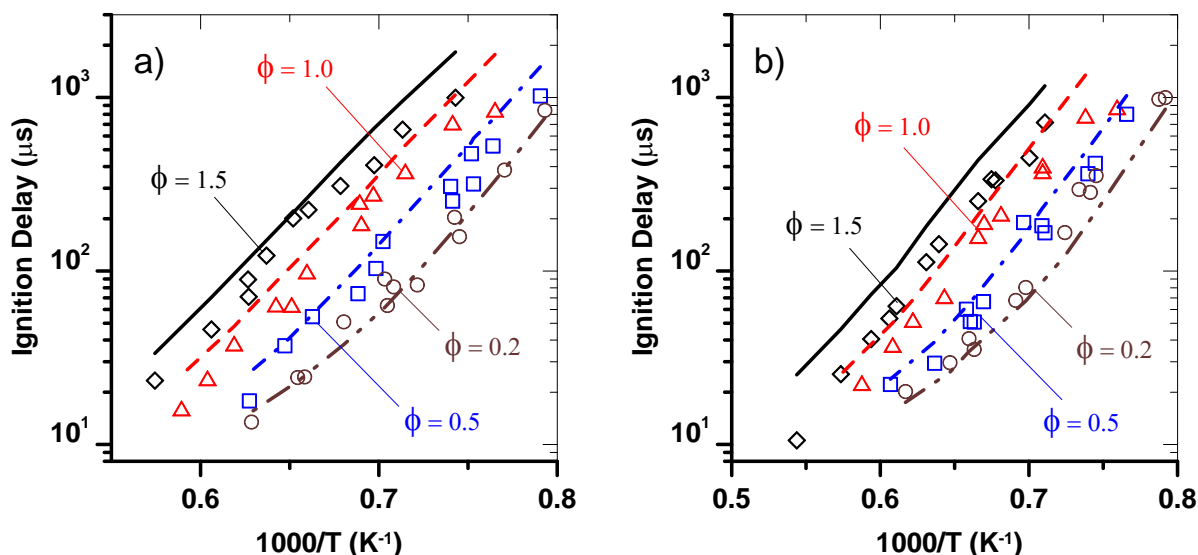 a)
Ignition Delay (μs)
10³
10²
10¹
ϕ = 1.0
ϕ = 1.5
ϕ = 0.2
ϕ = 0.5
0.6
0.7
0.8
1000/T (K⁻¹)
b)
Ignition Delay (μs)
10³
10²
10¹
ϕ = 1.0
ϕ = 1.5
ϕ = 0.2
ϕ = 0.5
0.5
0.6
0.7
0.8
1000/T (K⁻¹)